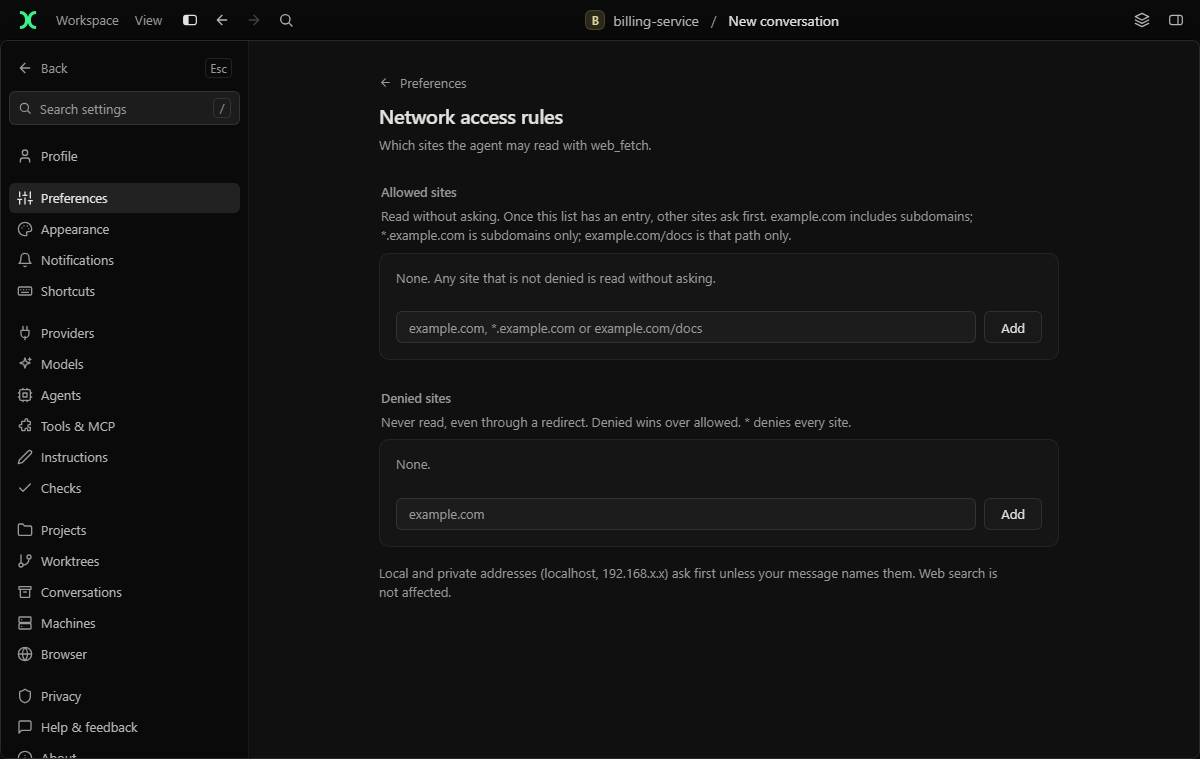 Workspace View
B billing-service / New conversation
Back Esc
Search settings /
Profile
Preferences
Appearance
Notifications
Shortcuts
Providers
Models
Agents
Tools & MCP
Instructions
Checks
Projects
Worktrees
Conversations
Machines
Browser
Privacy
Help & feedback
About
Preferences
Network access rules
Which sites the agent may read with web_fetch.
Allowed sites
Read without asking. Once this list has an entry, other sites ask first. example.com includes subdomains;
*.example.com is subdomains only; example.com/docs is that path only.
None. Any site that is not denied is read without asking.
example.com, *.example.com or example.com/docs Add
Denied sites
Never read, even through a redirect. Denied wins over allowed. * denies every site.
None.
example.com Add
Local and private addresses (localhost, 192.168.x.x) ask first unless your message names them. Web search is
not affected.